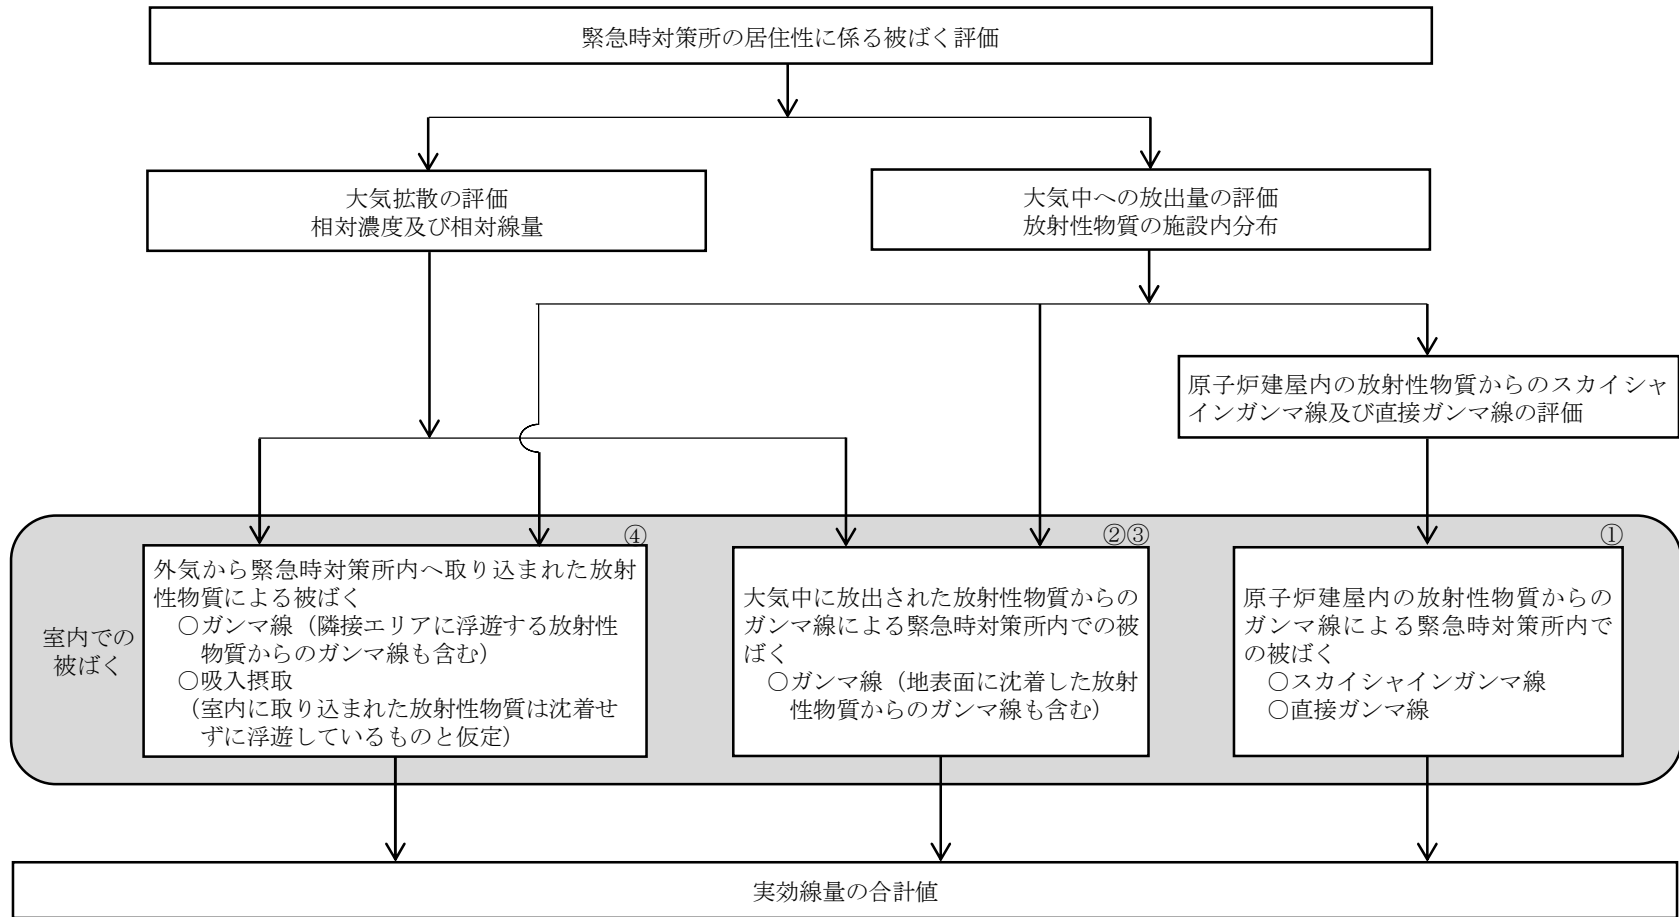 緊急時対策所の居住性に係る被ばく評価
大気拡散の評価
相対濃度及び相対線量
大気中への放出量の評価
放射性物質の施設内分布
原子炉建屋内の放射性物質からのスカイシャ
インガンマ線及び直接ガンマ線の評価
室内での
被ばく
④
外気から緊急時対策所内へ取り込まれた放射
性物質による被ばく
○ガンマ線（隣接エリアに浮遊する放射性
物質からのガンマ線も含む）
○吸入摂取
（室内に取り込まれた放射性物質は沈着せ
ずに浮遊しているものと仮定）
②③
大気中に放出された放射性物質からの
ガンマ線による緊急時対策所内での被
ばく
○ガンマ線（地表面に沈着した放射
性物質からのガンマ線も含む）
①
原子炉建屋内の放射性物質からの
ガンマ線による緊急時対策所内で
の被ばく
○スカイシャインガンマ線
○直接ガンマ線
実効線量の合計値